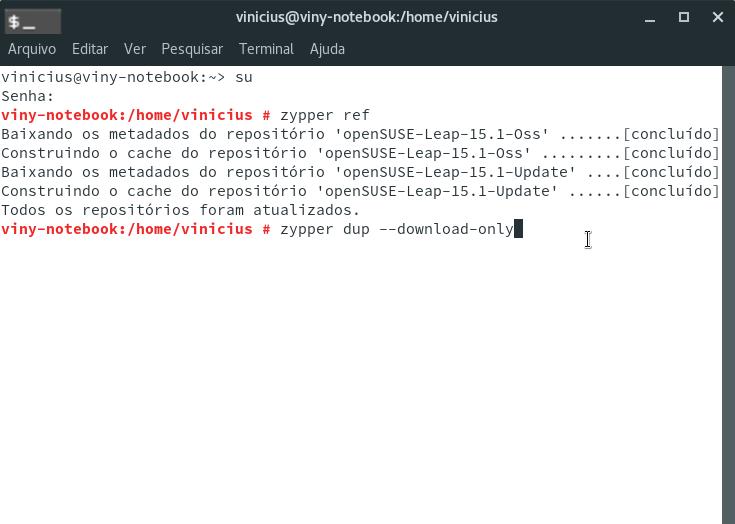 $_
vinicius@viny-notebook:/home/vinicius
Arquivo Editar Ver Pesquisar Terminal Ajuda
vinicius@viny-notebook:~> su
Senha:
viny-notebook:/home/vinicius # zypper ref
Baixando os metadados do repositório 'openSUSE-Leap-15.1-Oss' .......[concluído]
Construindo o cache do repositório 'openSUSE-Leap-15.1-Oss' .........[concluído]
Baixando os metadados do repositório 'openSUSE-Leap-15.1-Update' ....[concluído]
Construindo o cache do repositório 'openSUSE-Leap-15.1-Update' ......[concluído]
Todos os repositórios foram atualizados.
viny-notebook:/home/vinicius # zypper dup --download-only